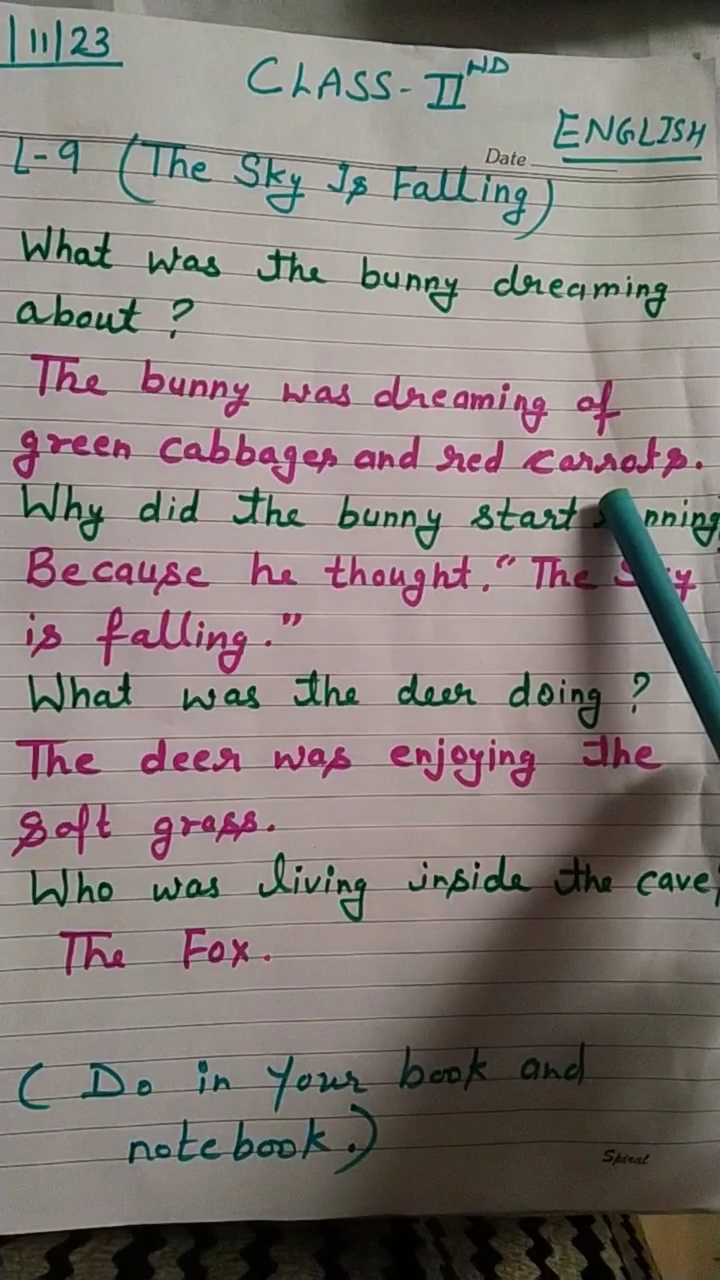 /11/23
CLASS-II ND
ENGLISH
Date
L-9 (The Sky Is Falling)
What was the bunny dreaming
about ?
The bunny was dreaming of
green cabbages and red carrots.
Why did the bunny start
Because he thought, "The
is falling."
What was the deer doing ?
The deer was enjoying the
soft grass.
Who was living inside the cave
The Fox.
( Do in your book and
notebook.)
Spiral